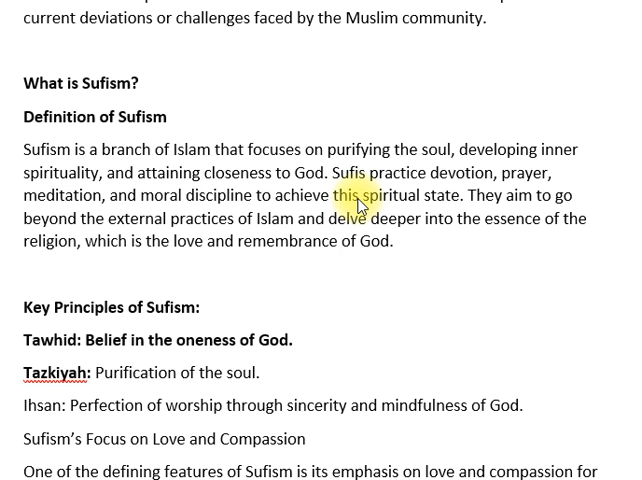 current deviations or challenges faced by the Muslim community.
What is Sufism?
Definition of Sufism
Sufism is a branch of Islam that focuses on purifying the soul, developing inner
spirituality, and attaining closeness to God. Sufis practice devotion, prayer,
meditation, and moral discipline to achieve this spiritual state. They aim to go
beyond the external practices of Islam and delve deeper into the essence of the
religion, which is the love and remembrance of God.
Key Principles of Sufism:
Tawhid: Belief in the oneness of God.
Tazkiyah: Purification of the soul.
Ihsan: Perfection of worship through sincerity and mindfulness of God.
Sufism’s Focus on Love and Compassion
One of the defining features of Sufism is its emphasis on love and compassion for